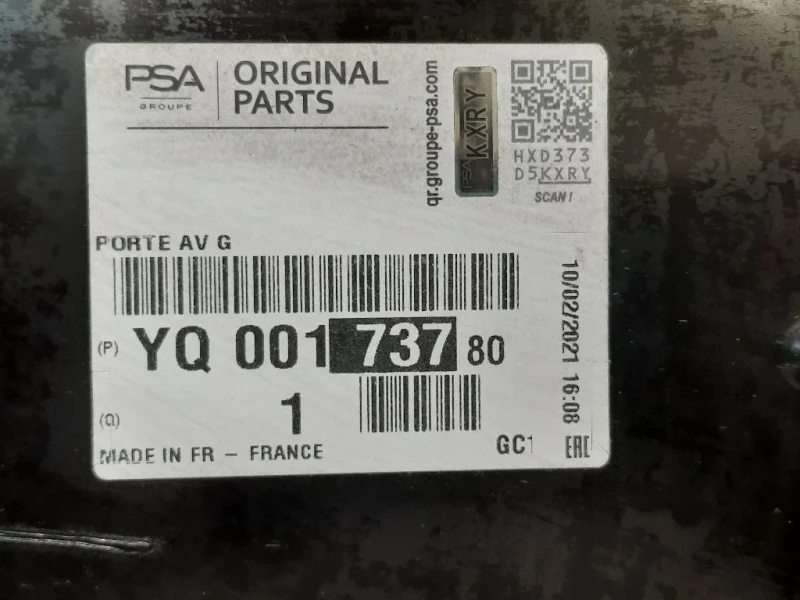 PSA
GROUPE
ORIGINAL
PARTS
qr.groupe-psa.com
PSA KXRY
HXD373
D5KXRY
SCAN!
PORTE AV G
(P) YQ 001 737 80
(Q) 1
MADE IN FR - FRANCE
GC1
EAC
10/02/2021 16:08